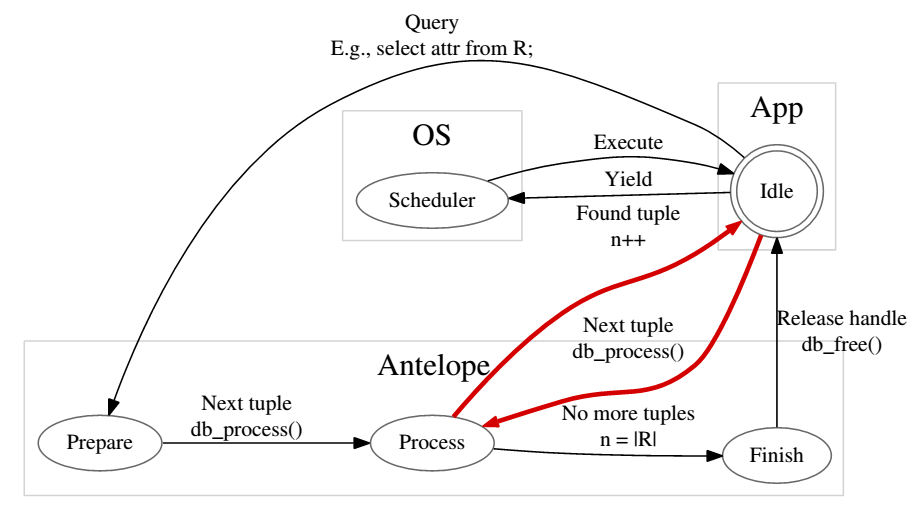 Query
E.g., select attr from R;
App
OS
Execute
Scheduler
Yield
Idle
Found tuple
n++
Next tuple
db_process()
Release handle
db_free()
Antelope
Next tuple
db_process()
No more tuples
n = |R|
Prepare
Process
Finish